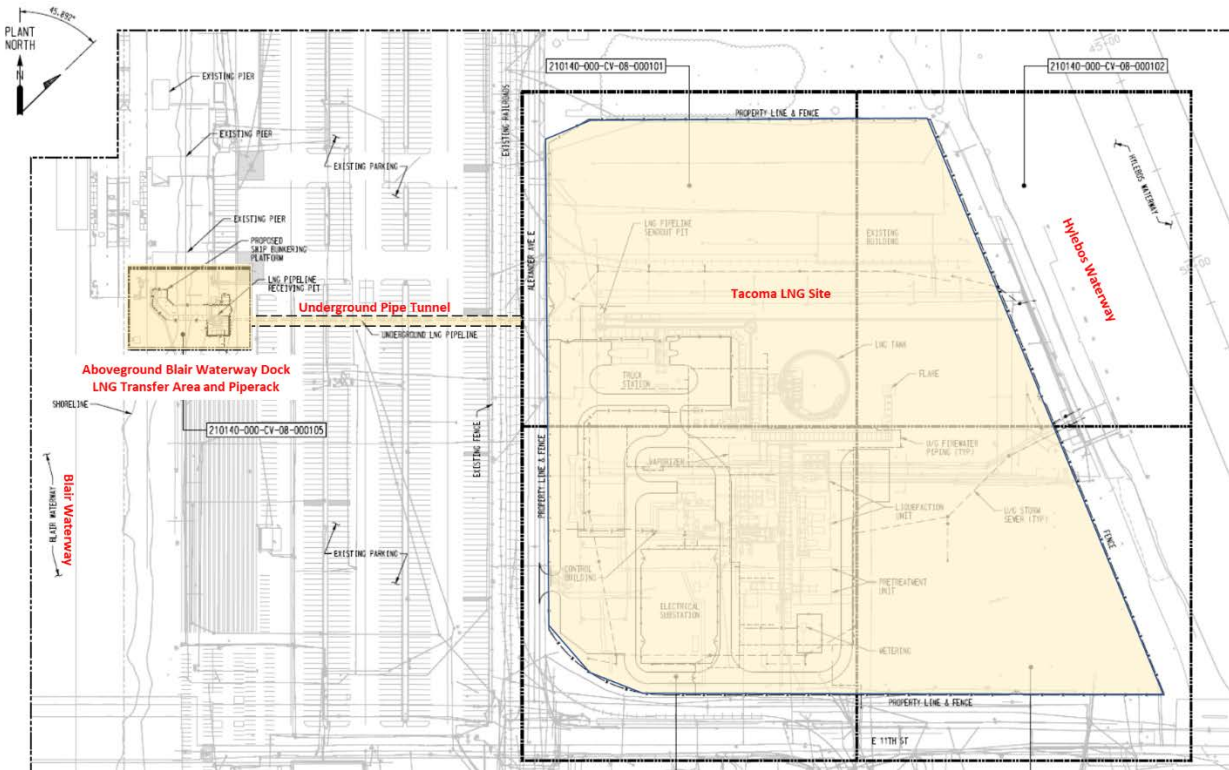 45.892°
PLANT
NORTH
N
EXISTING PIER
EXISTING PIER
EXISTING PARKING
EXISTING PIER
PROPOSED
SHIP BUNKERING
PLATFORM
LNG PIPELINE
RECEIVING PIT
Underground Pipe Tunnel
UNDERGROUND LNG PIPELINE
Aboveground Blair Waterway Dock
LNG Transfer Area and Piperack
SHORELINE
210140-000-CV-08-000105
BLAIR WATERWAY
Blair Waterway
EXISTING PARKING
EXISTING FENCE
EXISTING RAILROADS
ALEXANDER AVE E
PROPERTY LINE & FENCE
210140-000-CV-08-000101
210140-000-CV-08-000102
PROPERTY LINE & FENCE
HYLEBOS WATERWAY
Hylebos Waterway
45+00
50+00
LNG PIPELINE
SENDOUT PIT
EXISTING
BUILDING
Tacoma LNG Site
LNG TANK
FLARE
TRUCK
STATION
VAPORIZER
U/G FIREWATER
PIPING (TYP)
LIQUEFACTION
UNIT
U/G STORM
SEWER (TYP)
FENCE
CONTROL
BUILDING
ELECTRICAL
SUBSTATION
PRETREATMENT
UNIT
METERING
PROPERTY LINE & FENCE
E 11TH ST